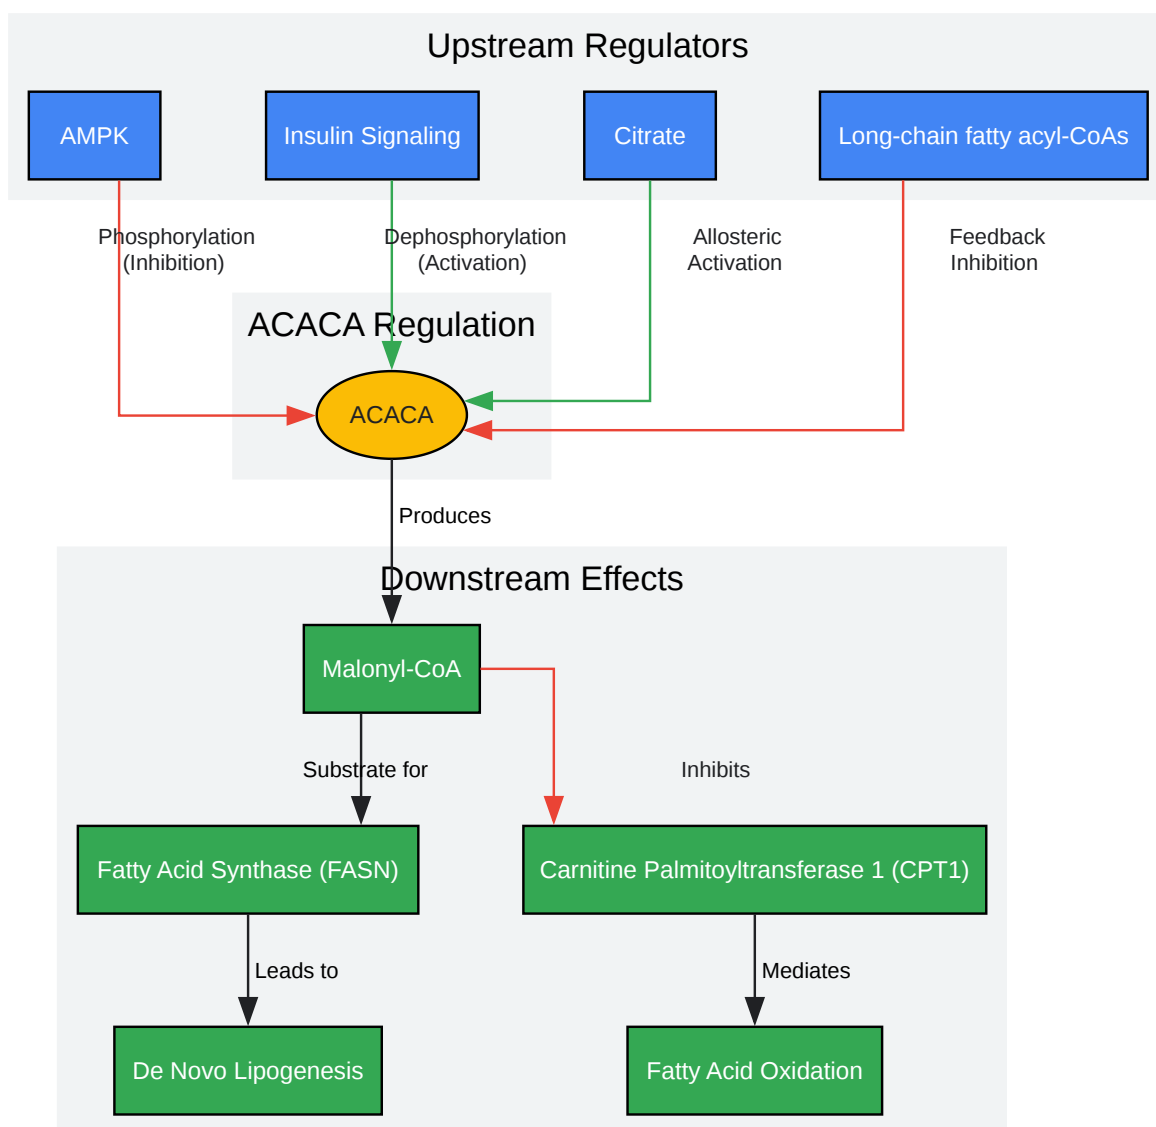 Upstream Regulators
AMPK
Insulin Signaling
Citrate
Long-chain fatty acyl-CoAs
Phosphorylation
(Inhibition)
Dephosphorylation
(Activation)
Allosteric
Activation
Feedback
Inhibition
ACACA Regulation
ACACA
Produces
Downstream Effects
Malonyl-CoA
Substrate for
Inhibits
Fatty Acid Synthase (FASN)
Carnitine Palmitoyltransferase 1 (CPT1)
Leads to
Mediates
De Novo Lipogenesis
Fatty Acid Oxidation